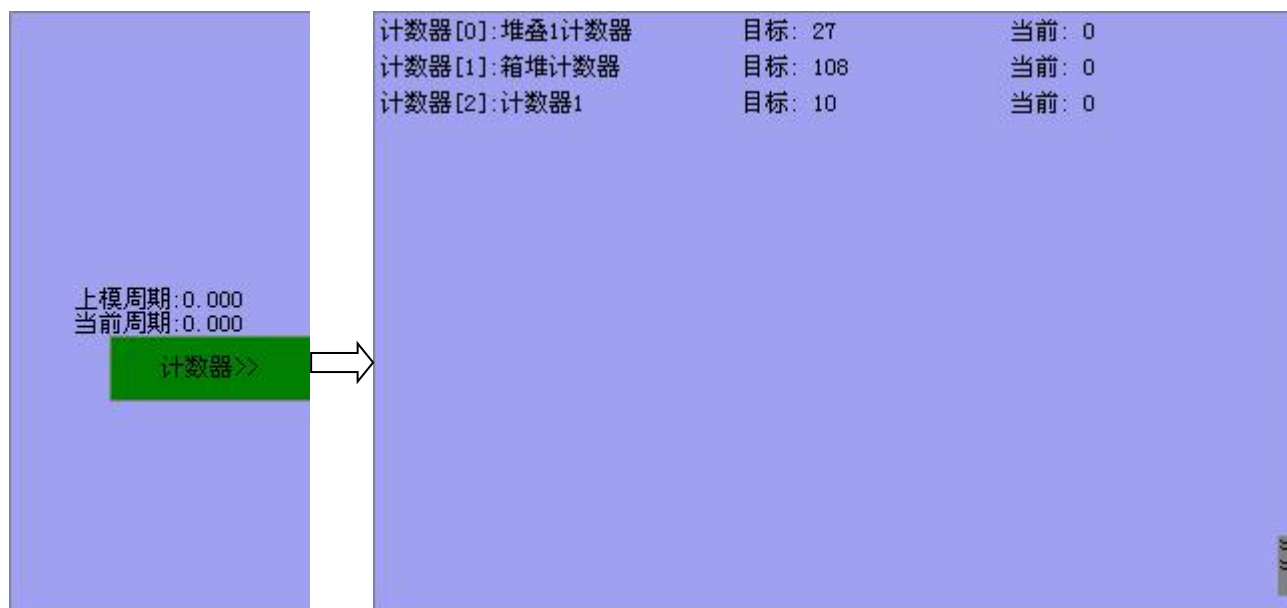 上模周期:0.000
当前周期:0.000
计数器>>
计数器[0]:堆叠1计数器 目标: 27 当前: 0
计数器[1]:箱堆计数器 目标: 108 当前: 0
计数器[2]:计数器1 目标: 10 当前: 0